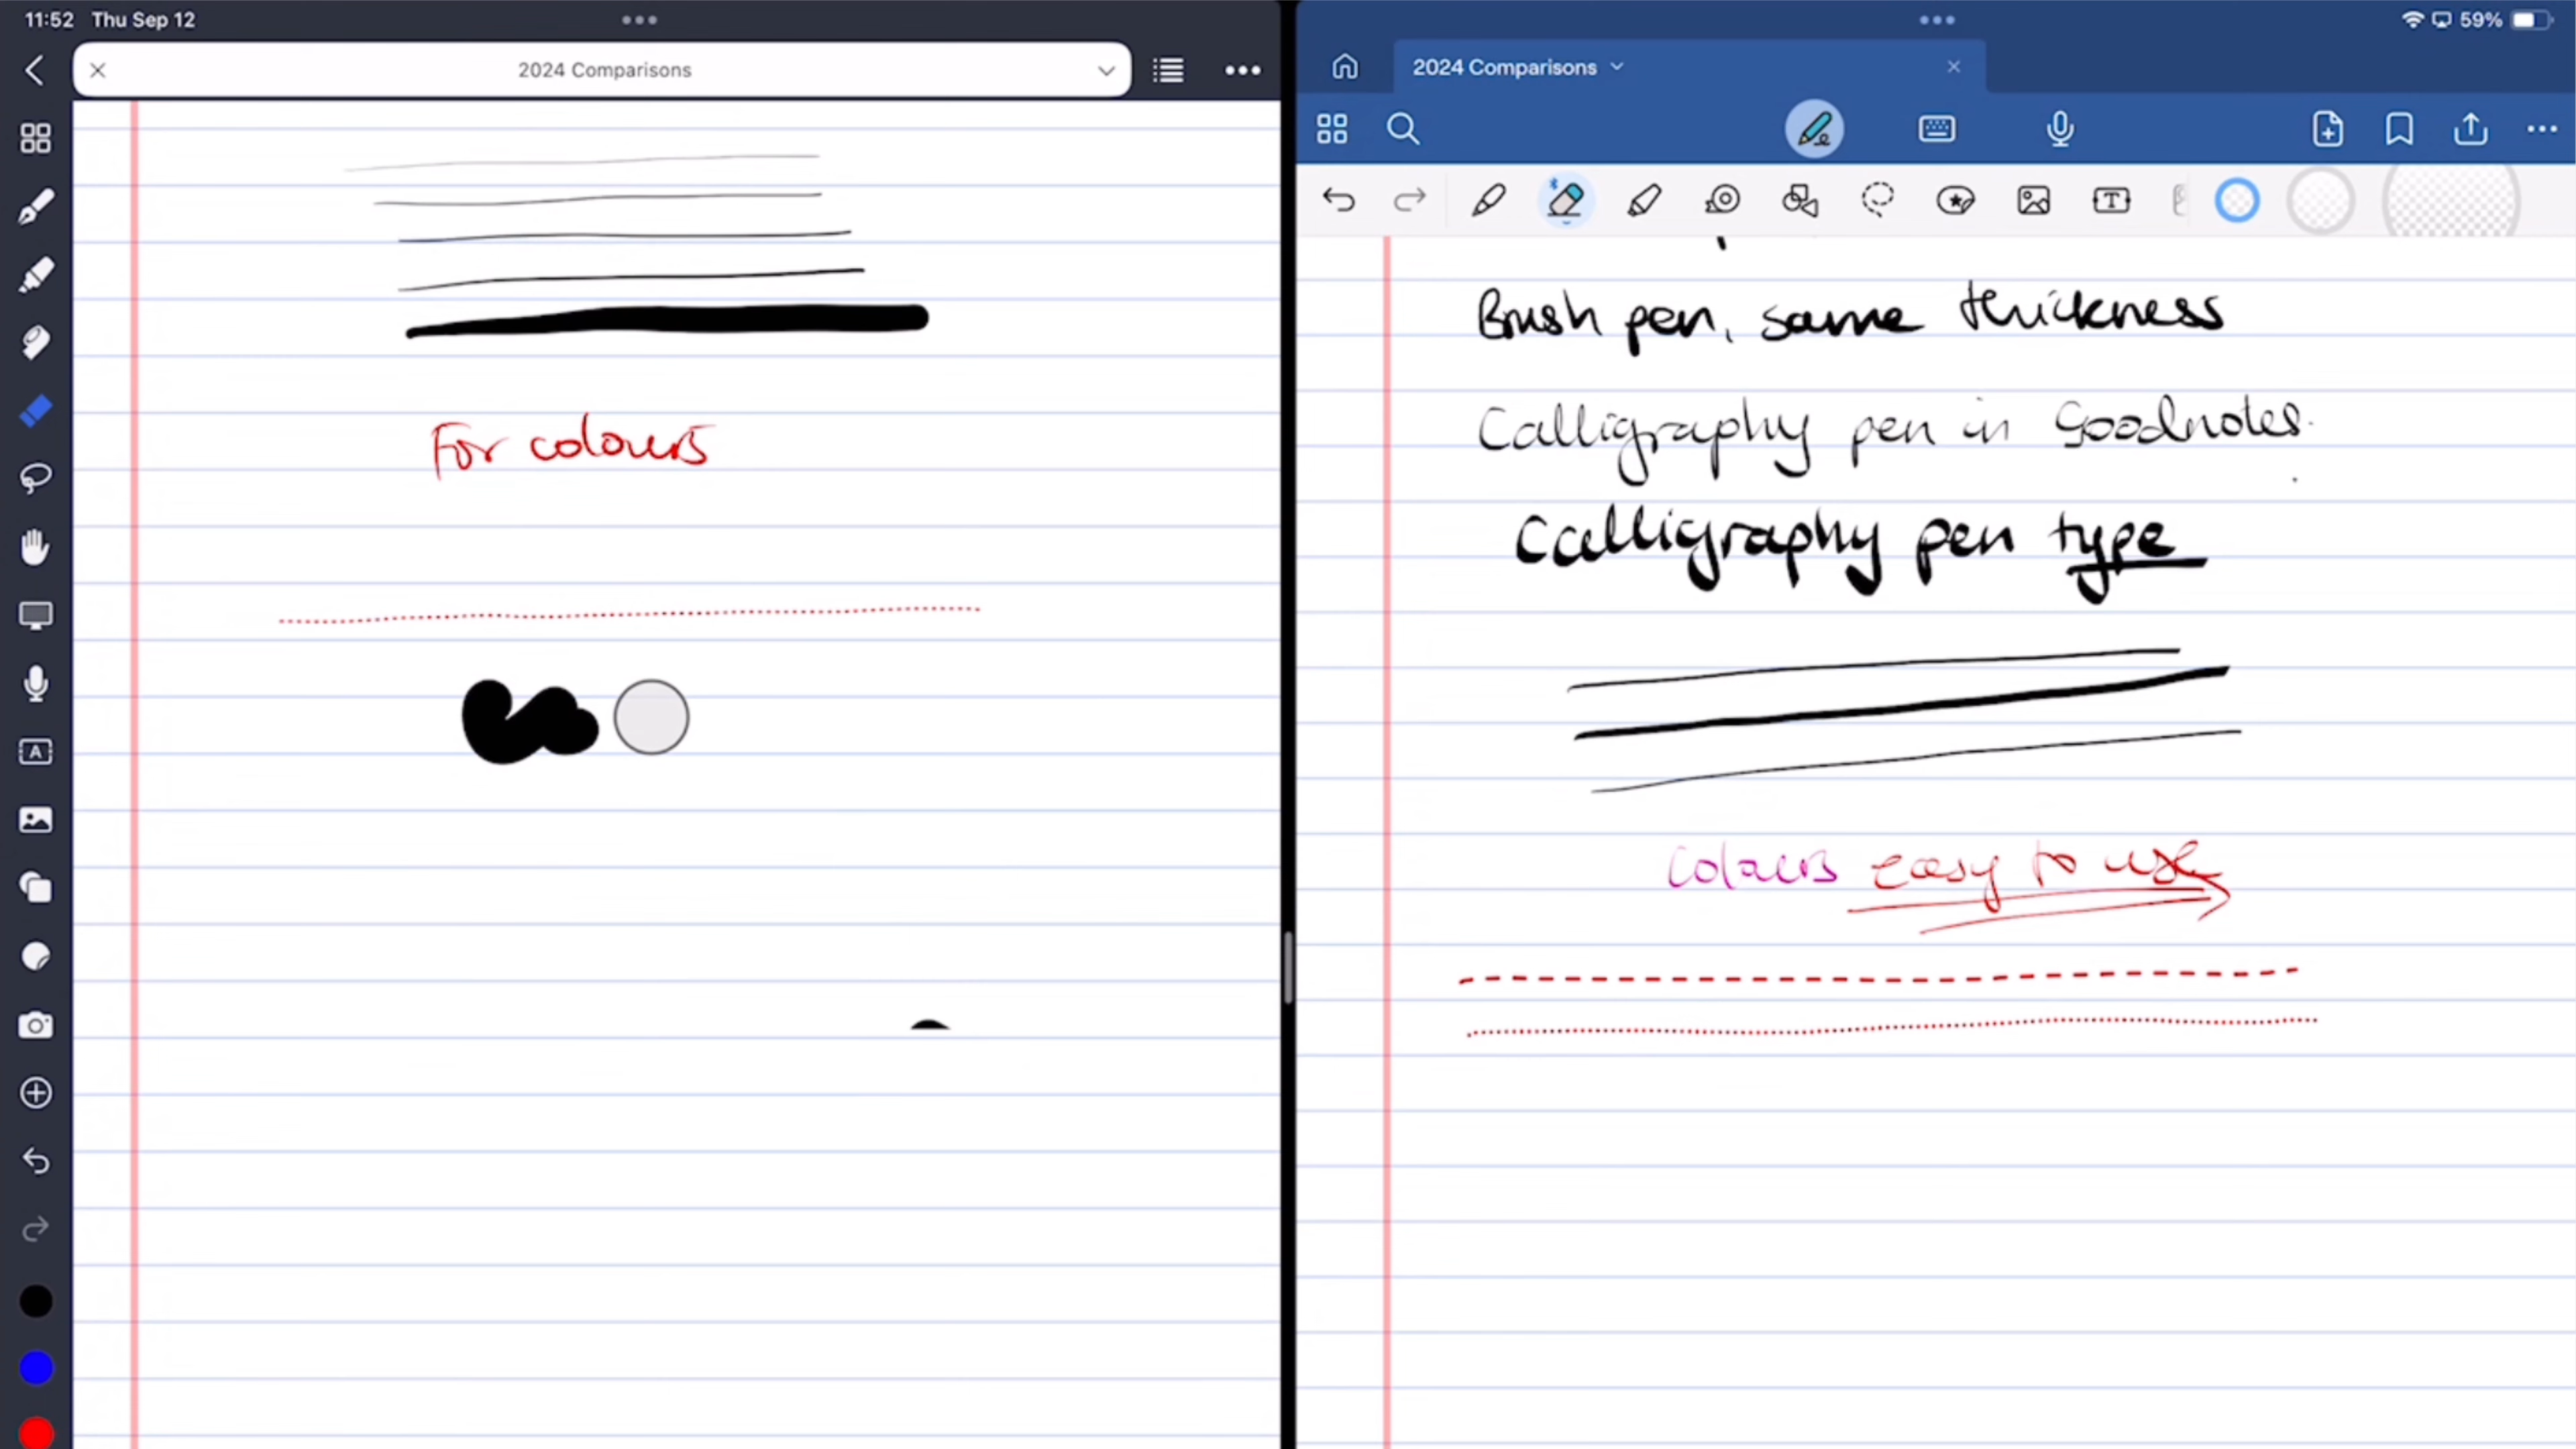 11:52 Thu Sep 12
2024 Comparisons
For colours
A
59%
2024 Comparisons
T
Brush pen, same thickness
Calligraphy pen in Goodnotes.
Calligraphy pen type
Colours easy to use